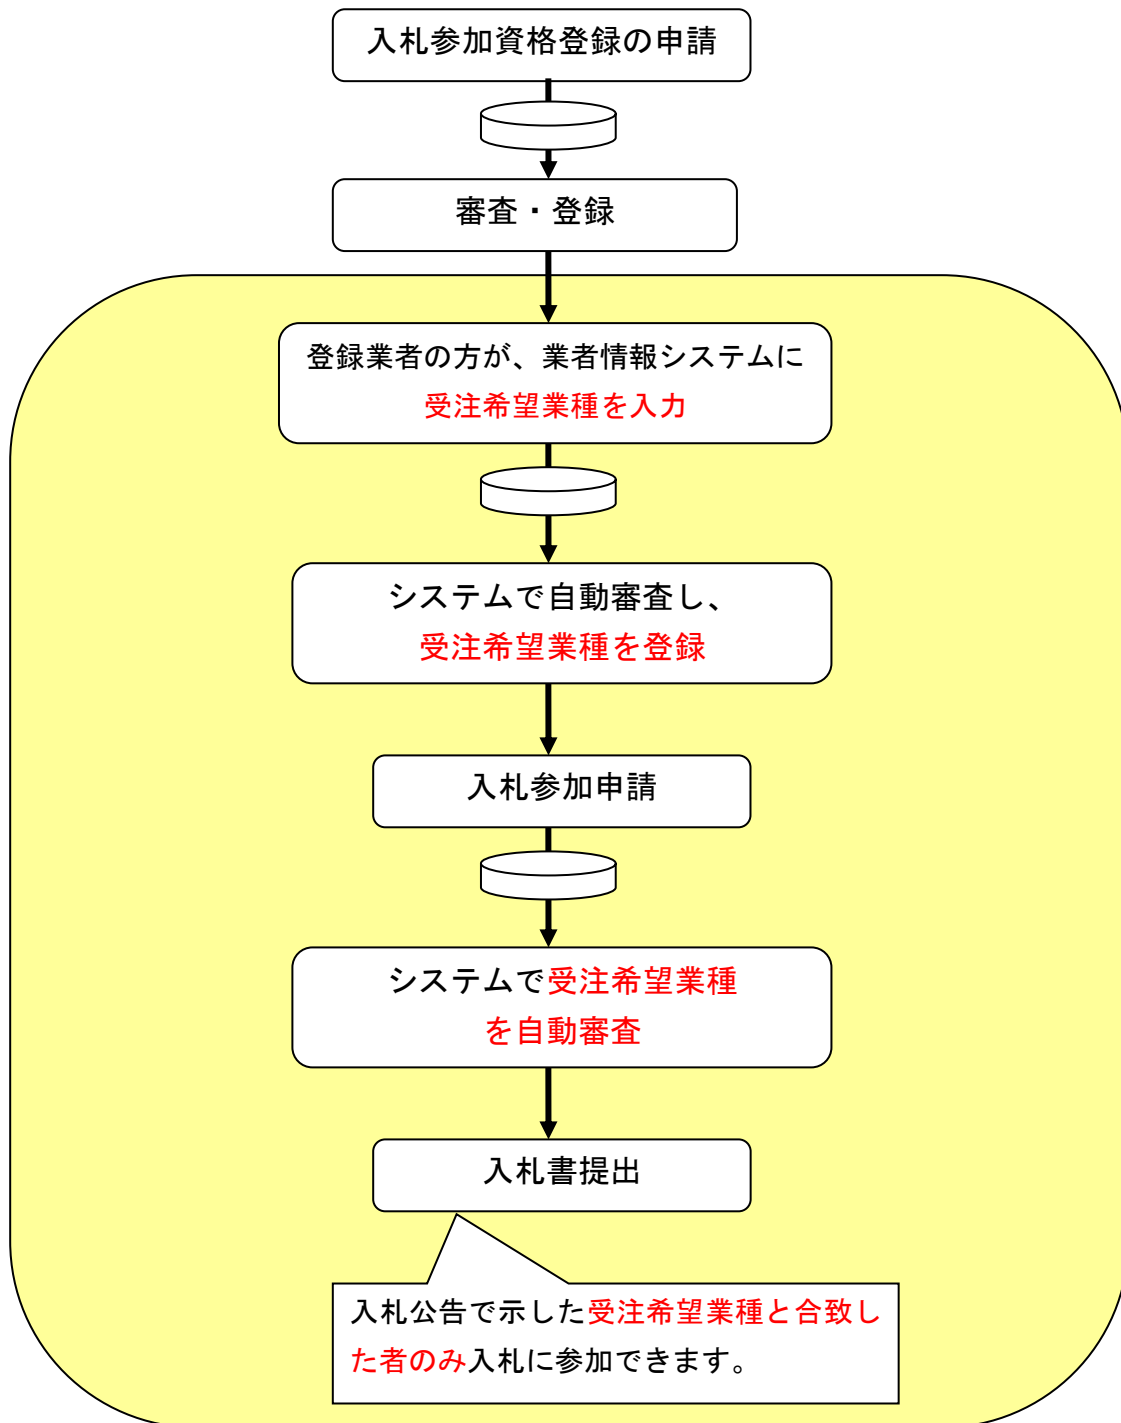 入札参加資格登録の申請
審査・登録
登録業者の方が、業者情報システムに
受注希望業種を入力
システムで自動審査し、
受注希望業種を登録
入札参加申請
システムで受注希望業種
を自動審査
入札書提出
入札公告で示した受注希望業種と合致し
た者のみ入札に参加できます。